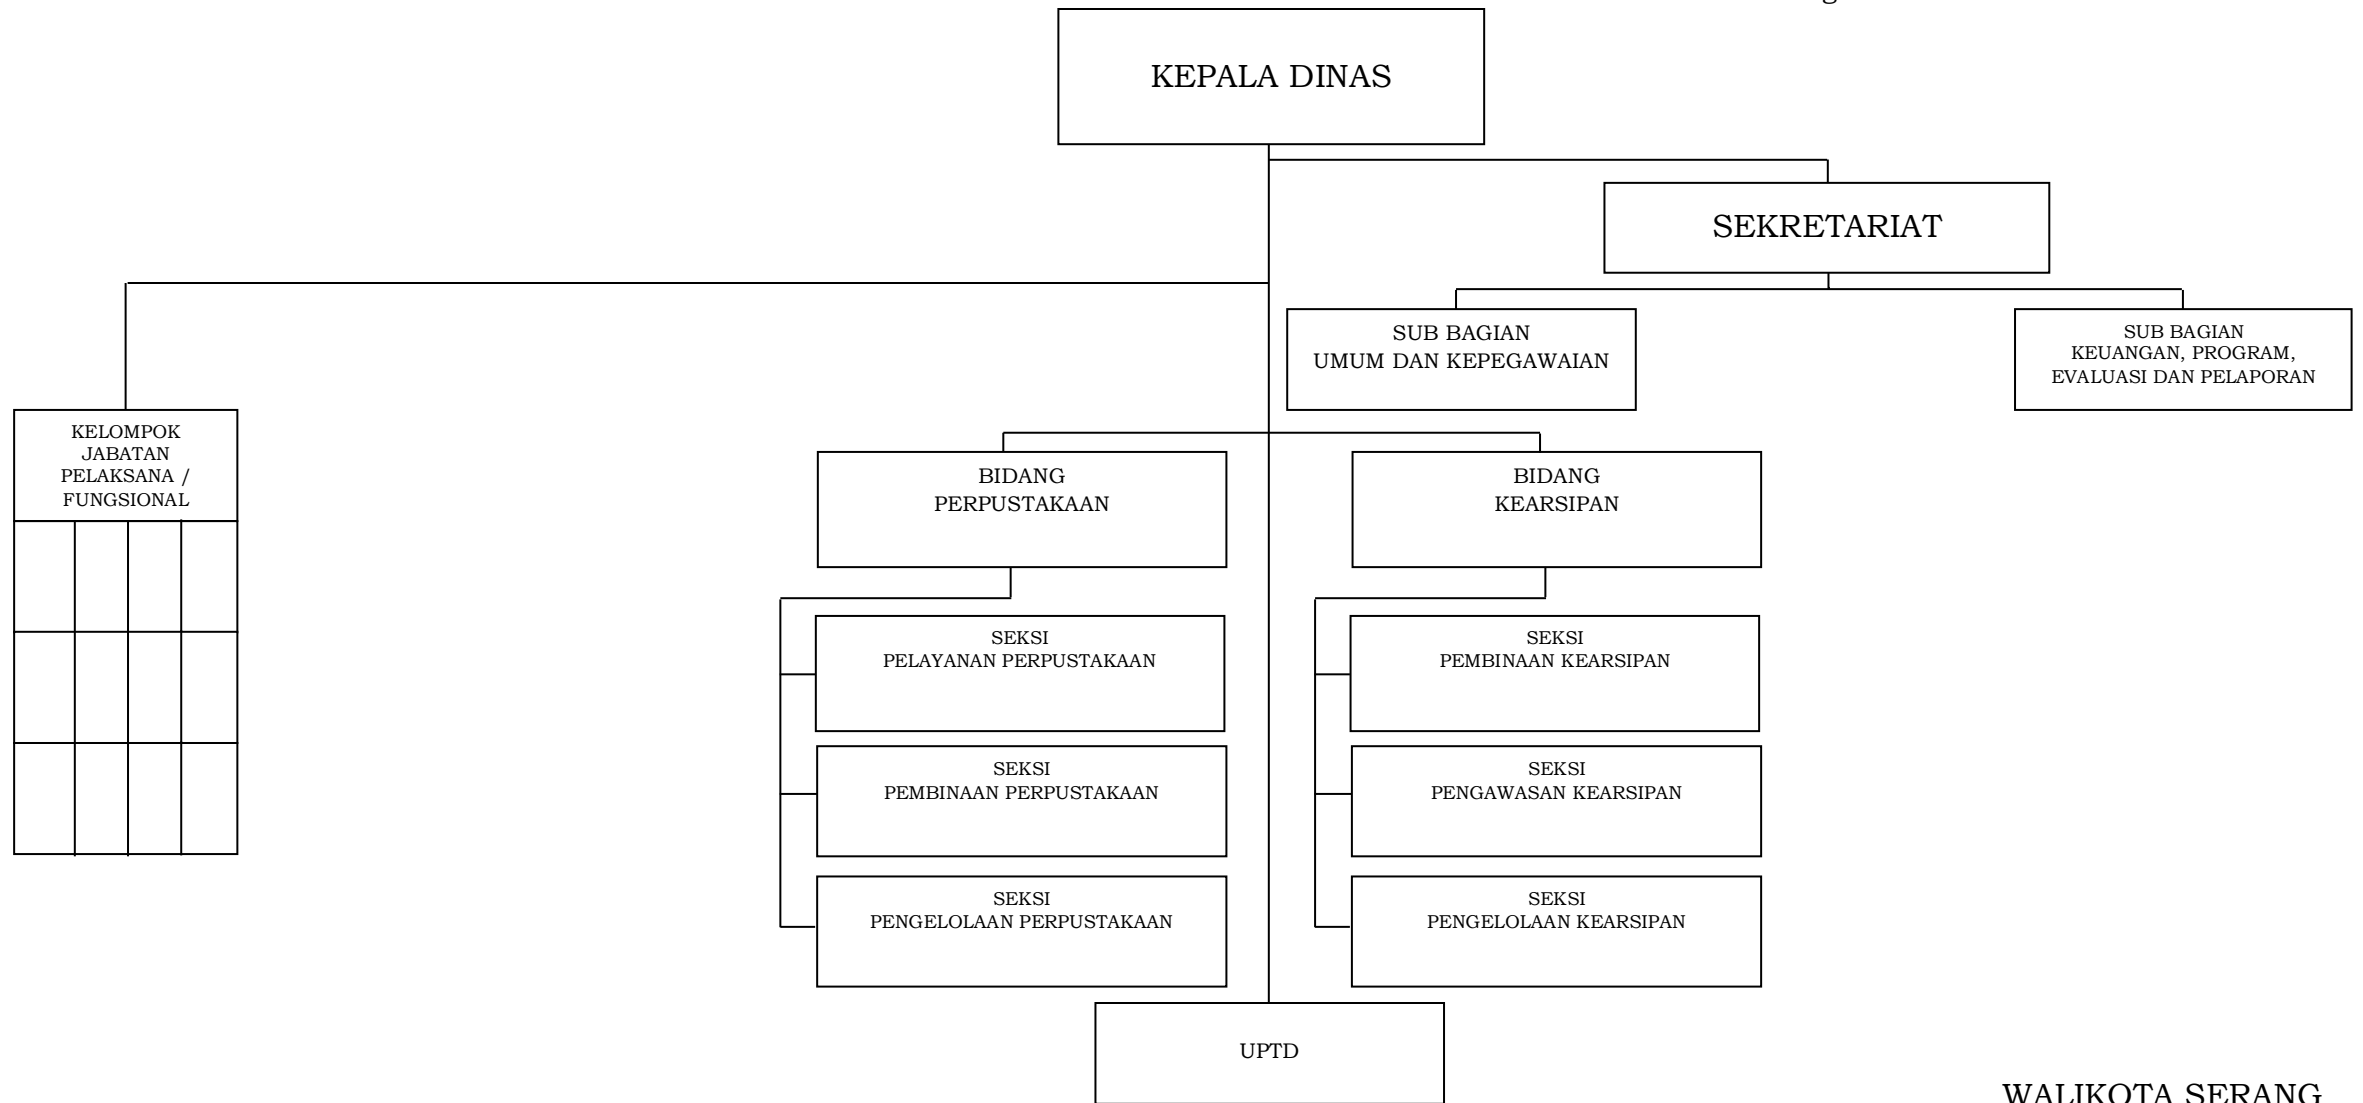 KEPALA DINAS
SEKRETARIAT
SUB BAGIAN
UMUM DAN KEPEGAWAIAN
SUB BAGIAN
KEUANGAN, PROGRAM,
EVALUASI DAN PELAPORAN
KELOMPOK
JABATAN
PELAKSANA /
FUNGSIONAL
BIDANG
PERPUSTAKAAN
BIDANG
KEARSIPAN
SEKSI
PELAYANAN PERPUSTAKAAN
SEKSI
PEMBINAAN KEARSIPAN
SEKSI
PEMBINAAN PERPUSTAKAAN
SEKSI
PENGAWASAN KEARSIPAN
SEKSI
PENGELOLAAN PERPUSTAKAAN
SEKSI
PENGELOLAAN KEARSIPAN
UPTD
WALIKOTA SERANG